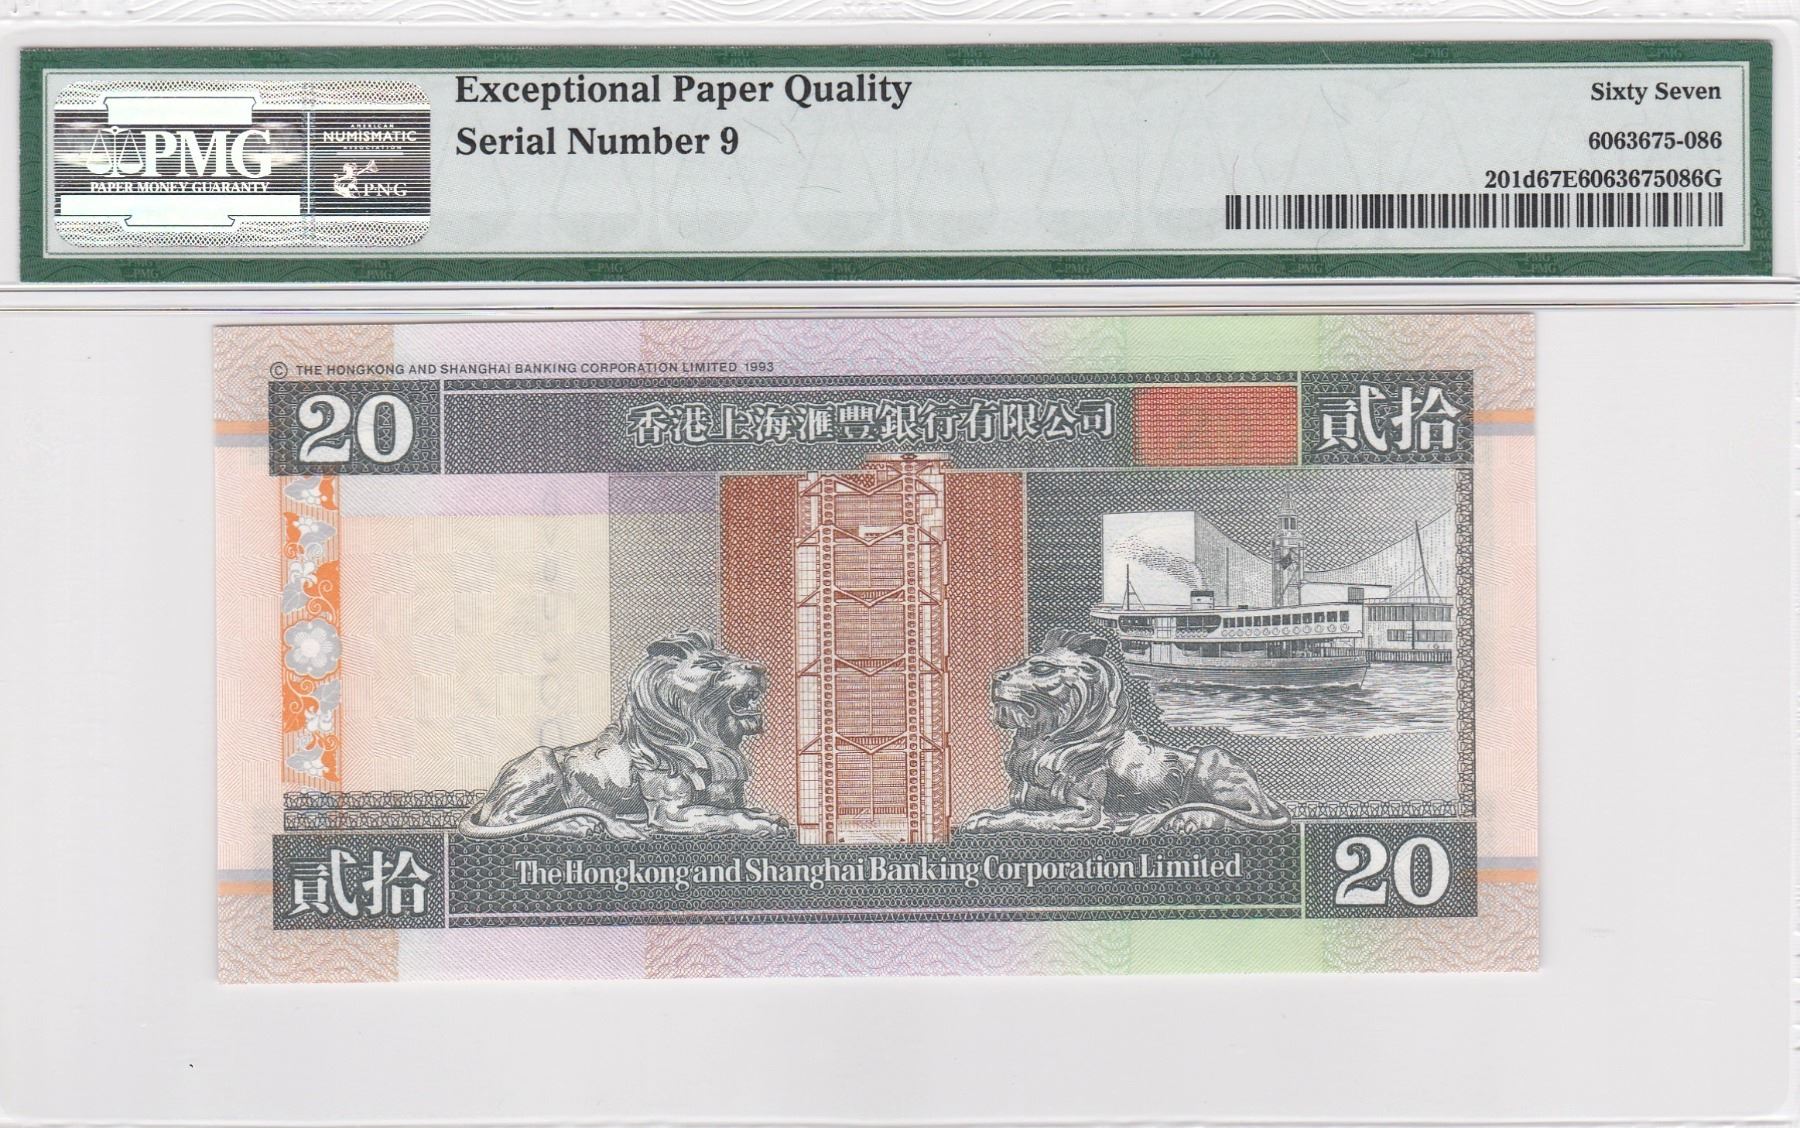 PMG
PAPER MONEY GUARANTY
AMERICAN
NUMISMATIC
ASSOCIATION
PNG
Exceptional Paper Quality
Serial Number 9
Sixty Seven
6063675-086
201d67E6063675086G
© THE HONGKONG AND SHANGHAI BANKING CORPORATION LIMITED 1993
20
香港上海滙豐銀行有限公司
貳拾
貳拾
The Hongkong and Shanghai Banking Corporation Limited
20